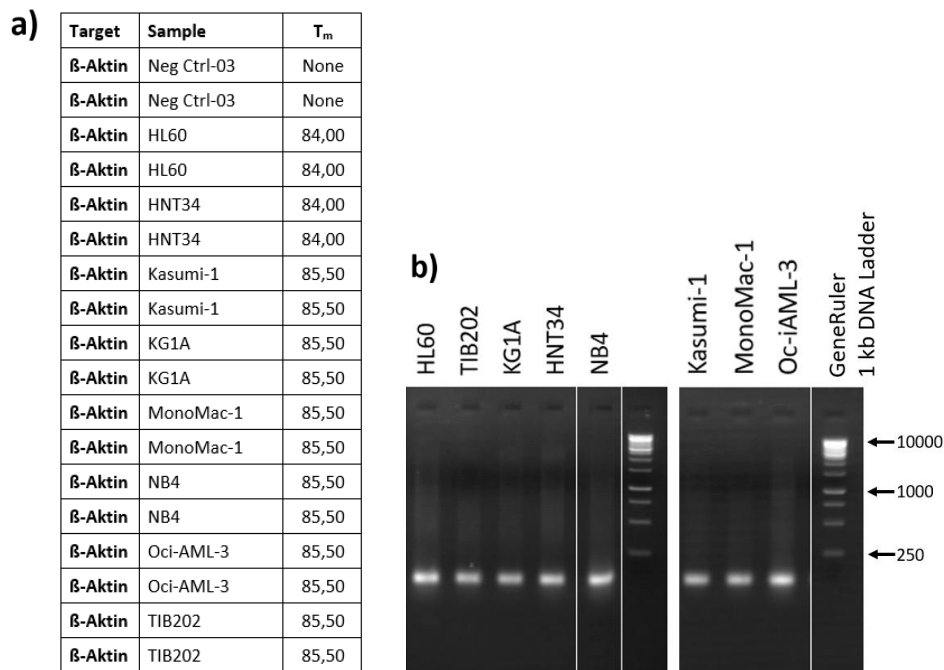 a)
Target Sample Tm
ß-Aktin Neg Ctrl-03 None
ß-Aktin Neg Ctrl-03 None
ß-Aktin HL60 84,00
ß-Aktin HL60 84,00
ß-Aktin HNT34 84,00
ß-Aktin HNT34 84,00
ß-Aktin Kasumi-1 85,50
ß-Aktin Kasumi-1 85,50
ß-Aktin KG1A 85,50
ß-Aktin KG1A 85,50
ß-Aktin MonoMac-1 85,50
ß-Aktin MonoMac-1 85,50
ß-Aktin NB4 85,50
ß-Aktin NB4 85,50
ß-Aktin Oci-AML-3 85,50
ß-Aktin Oci-AML-3 85,50
ß-Aktin TIB202 85,50
ß-Aktin TIB202 85,50
b)
HL60
TIB202
KG1A
HNT34
NB4
Kasumi-1
MonoMac-1
Oc-iAML-3
GeneRuler
1 kb DNA Ladder
10000
1000
250